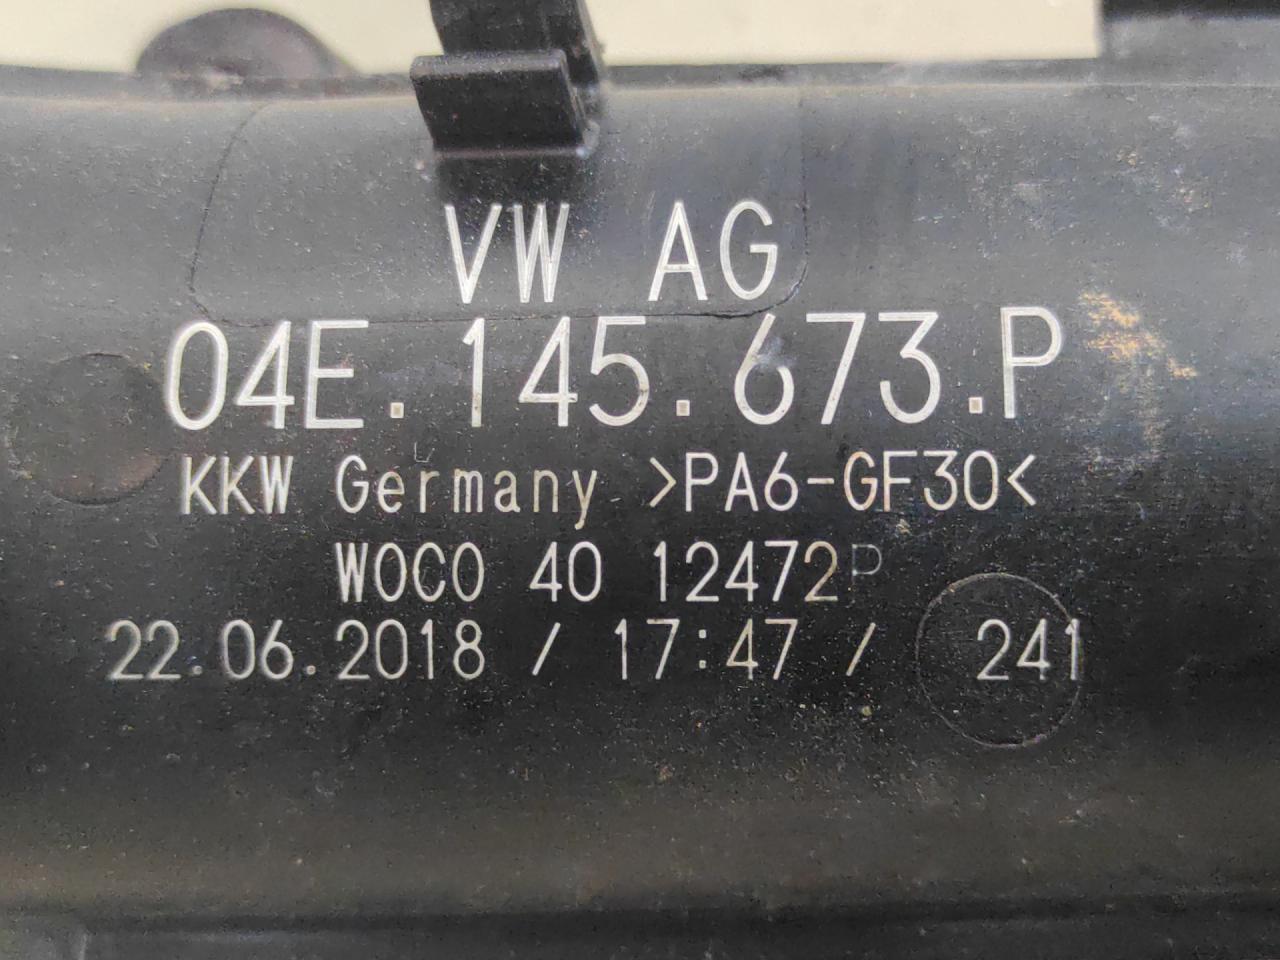 VW AG
04E.145.673.P
KKW Germany >PA6-GF30<
WOCO 40 12472P
22.06.2018 / 17:47 / 241